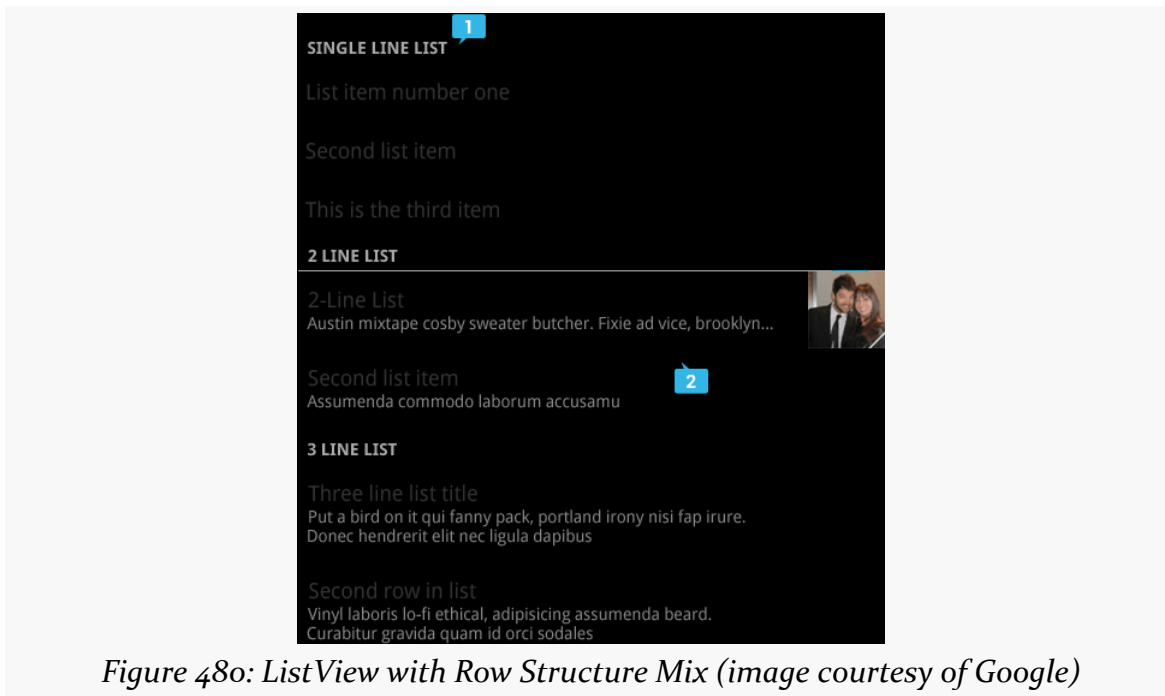 1
SINGLE LINE LIST
List item number one
Second list item
This is the third item
2 LINE LIST
2-Line List
Austin mixtape cosby sweater butcher. Fixie ad vice, brooklyn...
Second list item
2
Assumenda commodo laborum accusamu
3 LINE LIST
Three line list title
Put a bird on it qui fanny pack, portland irony nisi fap irure.
Donec hendrerit elit nec ligula dapibus
Second row in list
Vinyl laboris lo-fi ethical, adipisicing assumenda beard.
Curabitur gravida quam id orci sodales
Figure 480: ListView with Row Structure Mix (image courtesy of Google)